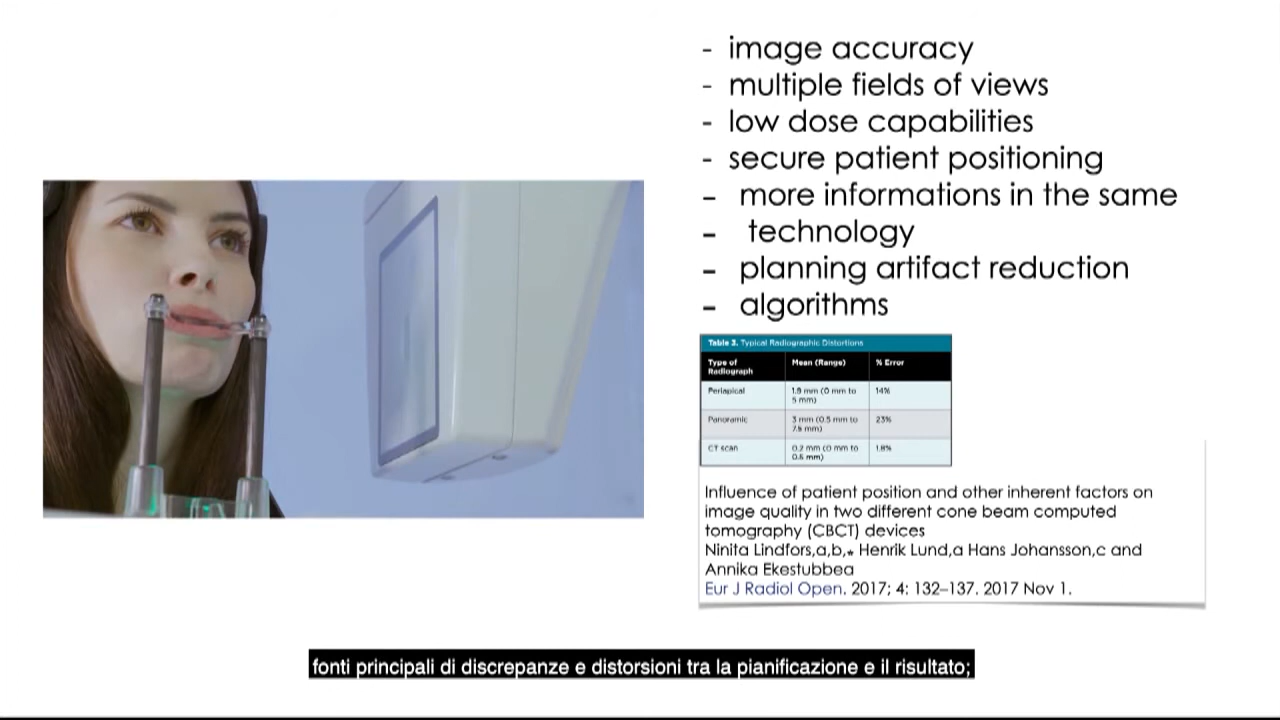 - image accuracy
- multiple fields of views
- low dose capabilities
- secure patient positioning
- more informations in the same
- technology
- planning artifact reduction
- algorithms
Table 3. Typical Radiographic Distortions
Type of Radiograph Mean (Range) % Error
Periapical 1.9 mm (0 mm to 5 mm) 14%
Panoramic 3 mm (0.5 mm to 7.5 mm) 23%
CT scan 0.2 mm (0 mm to 0.5 mm) 1.8%
Influence of patient position and other inherent factors on
image quality in two different cone beam computed
tomography (CBCT) devices
Ninita Lindfors,a,b,⁎ Henrik Lund,a Hans Johansson,c and
Annika Ekestubbea
Eur J Radiol Open. 2017; 4: 132–137. 2017 Nov 1.
fonti principali di discrepanze e distorsioni tra la pianificazione e il risultato;